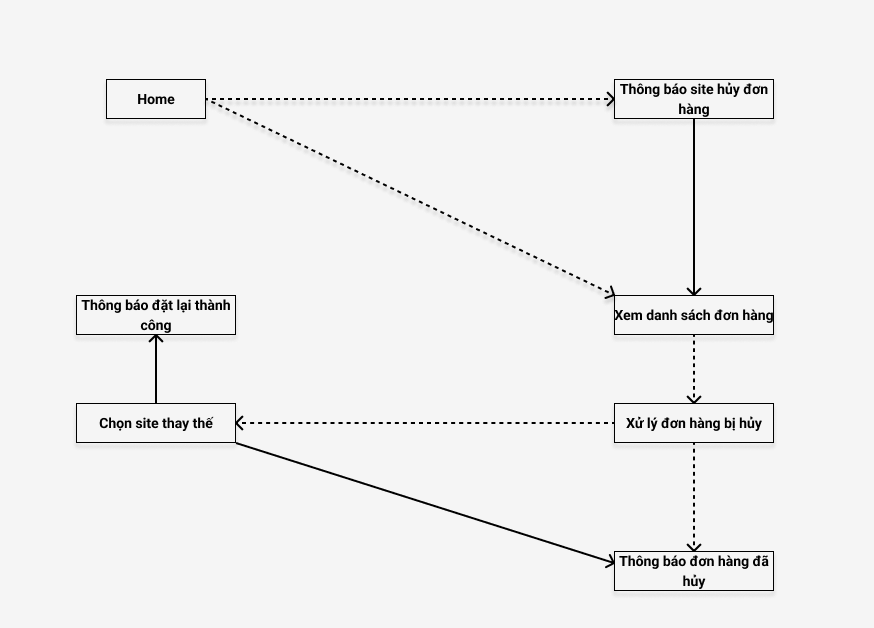 Home
Thông báo site hủy đơn
hàng
Thông báo đặt lại thành
công
Xem danh sách đơn hàng
Chọn site thay thế
Xử lý đơn hàng bị hủy
Thông báo đơn hàng đã
hủy